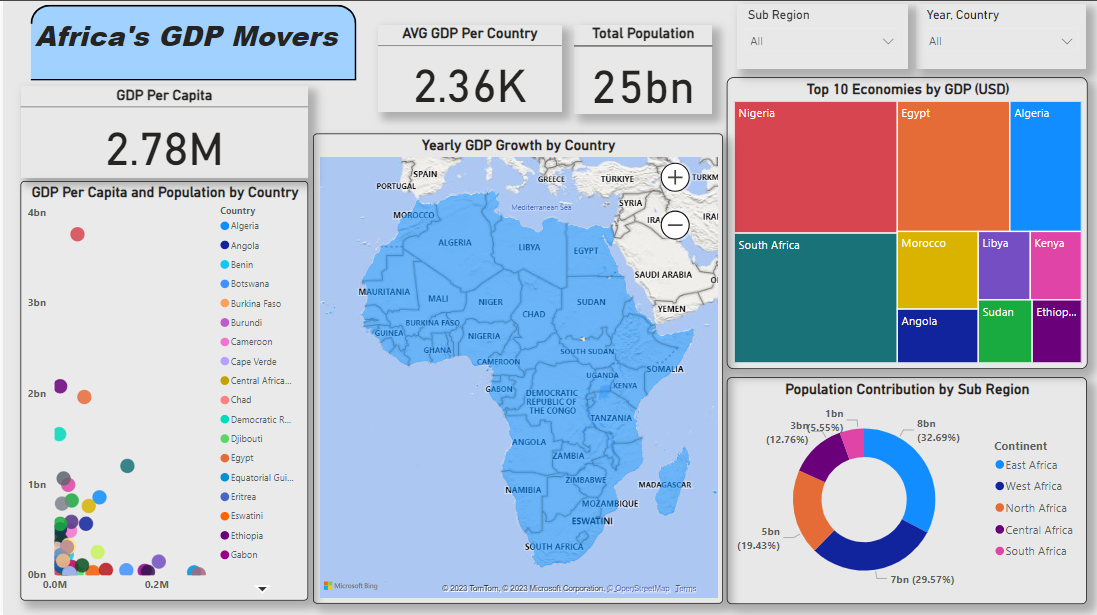 Africa's GDP Movers
AVG GDP Per Country
2.36K
Total Population
25bn
Sub Region
All
Year, Country
All
GDP Per Capita
2.78M
GDP Per Capita and Population by Country
4bn
3bn
2bn
1bn
0bn
0.0M
0.2M
Country
Algeria
Angola
Benin
Botswana
Burkina Faso
Burundi
Cameroon
Cape Verde
Central Africa...
Chad
Democratic R...
Djibouti
Egypt
Equatorial Gui...
Eritrea
Eswatini
Ethiopia
Gabon
Yearly GDP Growth by Country
SPAIN
PORTUGAL
GREECE
TÜRKIYE
TURKM
Mediterranean Sea
SYRIA
IRA
IRAN
MOROCCO
ALGERIA
LIBYA
EGYPT
SAUDI ARABIA
O
MAURITANIA
MALI
NIGER
CHAD
SUDAN
YEMEN
BURKINA FASO
GUINEA
GHANA
NIGERIA
CAMEROON
SOUTH SUDAN
SOMALIA
GABON
UGANDA
KENYA
DEMOCRATIC
REPUBLIC OF
THE CONGO
TANZANIA
ANGOLA
ZAMBIA
ZIMBABWE
NAMIBIA
MOZAMBIQUE
MADAGASCAR
ESWATINI
SOUTH AFRICA
Microsoft Bing
© 2023 TomTom, © 2023 Microsoft Corporation, © OpenStreetMap Terms
Top 10 Economies by GDP (USD)
Nigeria
Egypt
Algeria
South Africa
Morocco
Libya
Kenya
Angola
Sudan
Ethiop...
Population Contribution by Sub Region
1bn
(5.55%)
3bn
(12.76%)
8bn
(32.69%)
5bn
(19.43%)
7bn (29.57%)
Continent
East Africa
West Africa
North Africa
Central Africa
South Africa